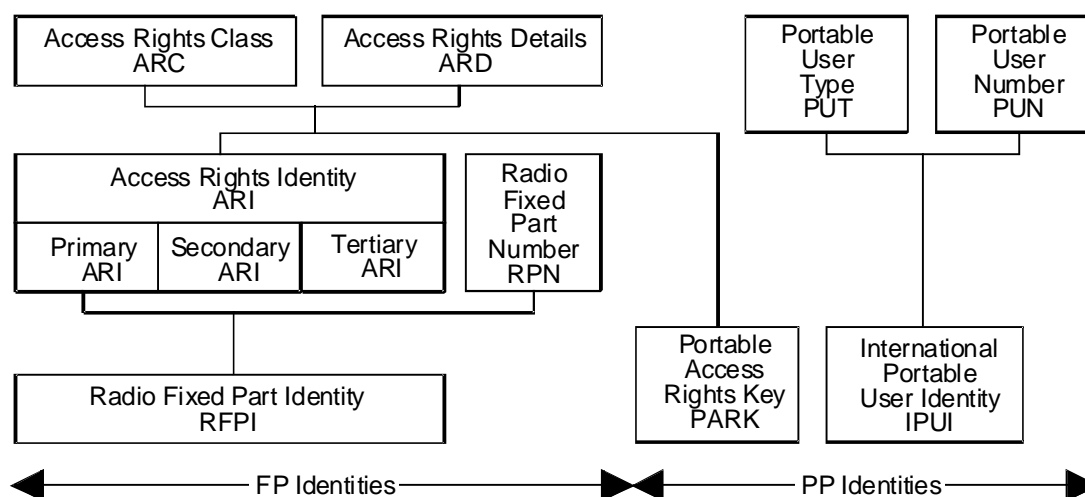 Access Rights Class
ARC
Access Rights Details
ARD
Portable
User
Type
PUT
Portable
User
Number
PUN
Access Rights Identity
ARI
Primary
ARI
Secondary
ARI
Tertiary
ARI
Radio
Fixed
Part
Number
RPN
Radio Fixed Part Identity
RFPI
Portable
Access
Rights Key
PARK
International
Portable
User Identity
IPUI
FP Identities
PP Identities